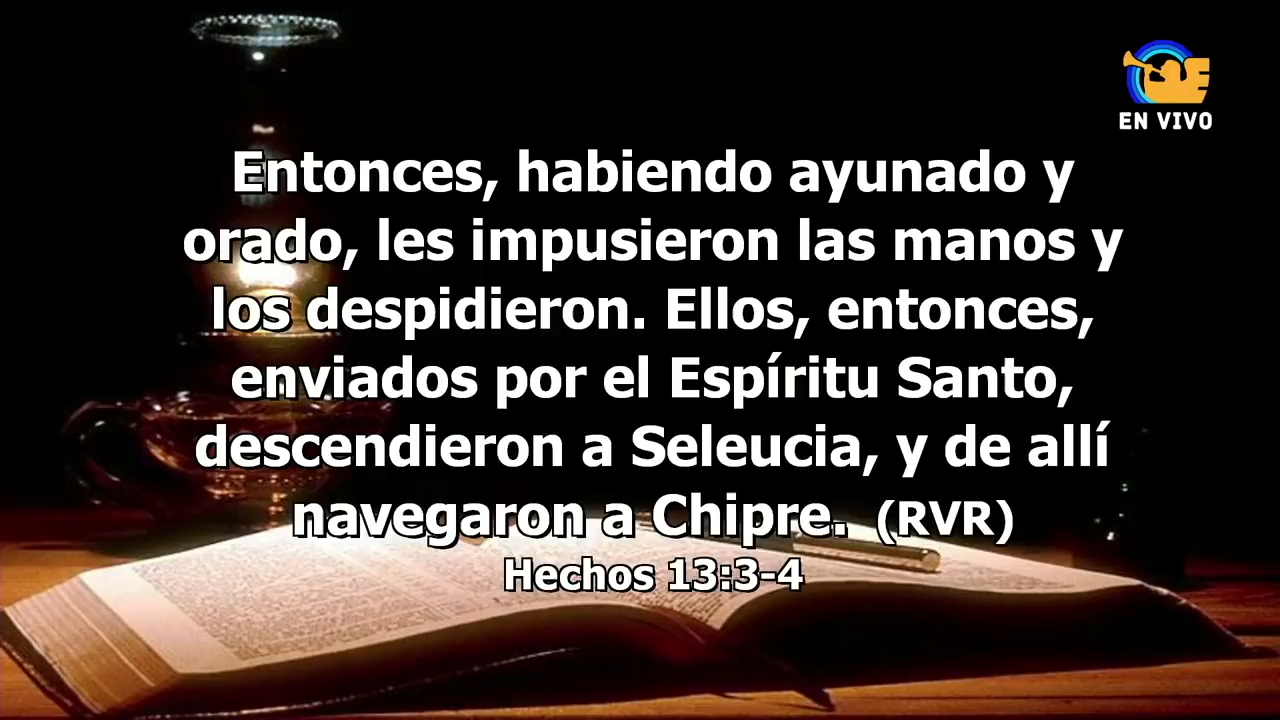 EN VIVO
Entonces, habiendo ayunado y
orado, les impusieron las manos y
los despidieron. Ellos, entonces,
enviados por el Espíritu Santo,
descendieron a Seleucia, y de allí
navegaron a Chipre. (RVR)
Hechos 13:3-4